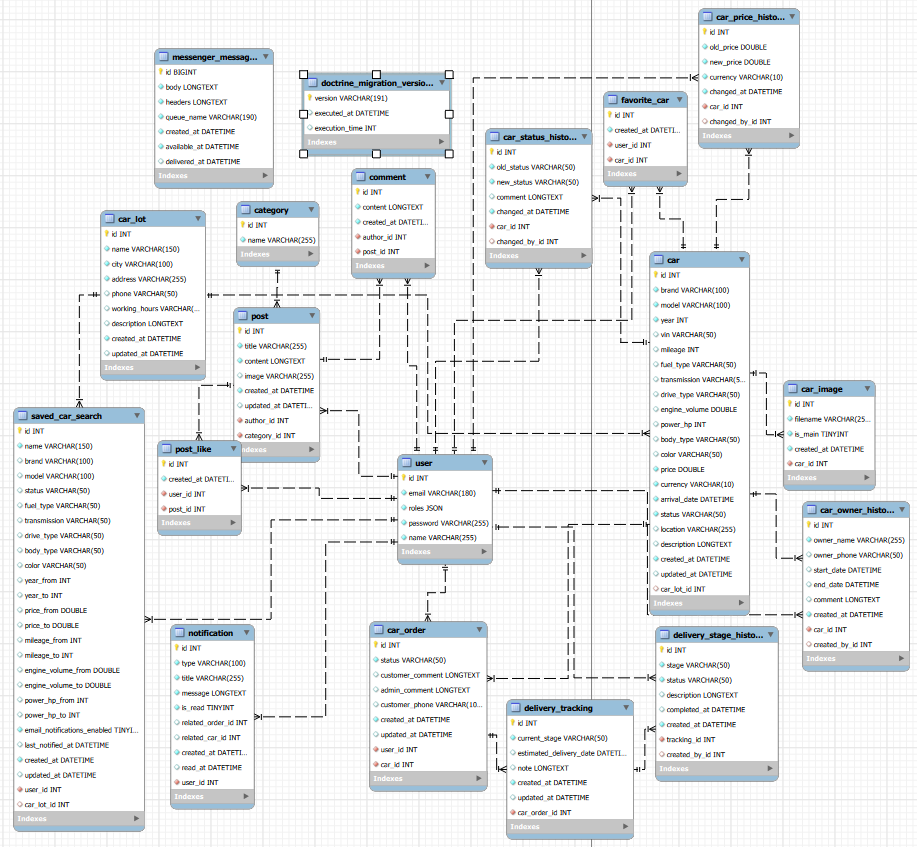 messenger_messag...
id BIGINT
body LONGTEXT
headers LONGTEXT
queue_name VARCHAR(190)
created_at DATETIME
available_at DATETIME
delivered_at DATETIME
Indexes
doctrine_migration_versio...
version VARCHAR(191)
executed_at DATETIME
execution_time INT
Indexes
car_price_histo...
id INT
old_price DOUBLE
new_price DOUBLE
currency VARCHAR(10)
changed_at DATETIME
car_id INT
changed_by_id INT
Indexes
favorite_car
id INT
created_at DATETI...
user_id INT
car_id INT
Indexes
car_status_histo...
id INT
old_status VARCHAR(50)
new_status VARCHAR(50)
comment LONGTEXT
changed_at DATETIME
car_id INT
changed_by_id INT
Indexes
comment
id INT
content LONGTEXT
created_at DATETI...
author_id INT
post_id INT
Indexes
category
id INT
name VARCHAR(255)
Indexes
car_lot
id INT
name VARCHAR(150)
city VARCHAR(100)
address VARCHAR(255)
phone VARCHAR(50)
working_hours VARCHAR(...
description LONGTEXT
created_at DATETIME
updated_at DATETIME
Indexes
post
id INT
title VARCHAR(255)
content LONGTEXT
image VARCHAR(255)
created_at DATETIME
updated_at DATETI...
author_id INT
category_id INT
ndexes
car
id INT
brand VARCHAR(100)
model VARCHAR(100)
year INT
vin VARCHAR(50)
mileage INT
fuel_type VARCHAR(50)
transmission VARCHAR(5...
drive_type VARCHAR(50)
engine_volume DOUBLE
power_hp INT
body_type VARCHAR(50)
color VARCHAR(50)
price DOUBLE
currency VARCHAR(10)
arrival_date DATETIME
status VARCHAR(50)
location VARCHAR(255)
description LONGTEXT
created_at DATETIME
updated_at DATETIME
car_lot_id INT
Indexes
car_image
id INT
filename VARCHAR(25...
is_main TINYINT
created_at DATETIME
car_id INT
Indexes
saved_car_search
id INT
name VARCHAR(150)
brand VARCHAR(100)
model VARCHAR(100)
status VARCHAR(50)
fuel_type VARCHAR(50)
transmission VARCHAR(50)
drive_type VARCHAR(50)
body_type VARCHAR(50)
color VARCHAR(50)
year_from INT
year_to INT
price_from DOUBLE
price_to DOUBLE
mileage_from INT
mileage_to INT
engine_volume_from DOUBLE
engine_volume_to DOUBLE
power_hp_from INT
power_hp_to INT
email_notifications_enabled TINYI...
last_notified_at DATETIME
created_at DATETIME
updated_at DATETIME
user_id INT
car_lot_id INT
Indexes
post_like
id INT
created_at DATETI...
user_id INT
post_id INT
Indexes
user
id INT
email VARCHAR(180)
roles JSON
password VARCHAR(255)
name VARCHAR(255)
Indexes
car_owner_histo...
id INT
owner_name VARCHAR(255)
owner_phone VARCHAR(50)
start_date DATETIME
end_date DATETIME
comment LONGTEXT
created_at DATETIME
car_id INT
created_by_id INT
Indexes
notification
id INT
type VARCHAR(100)
title VARCHAR(255)
message LONGTEXT
is_read TINYINT
related_order_id INT
related_car_id INT
created_at DATETI...
read_at DATETIME
user_id INT
Indexes
car_order
id INT
status VARCHAR(50)
customer_comment LONGTEXT
admin_comment LONGTEXT
customer_phone VARCHAR(10...
created_at DATETIME
updated_at DATETIME
user_id INT
car_id INT
Indexes
delivery_stage_histo...
id INT
stage VARCHAR(50)
status VARCHAR(50)
description LONGTEXT
completed_at DATETIME
created_at DATETIME
tracking_id INT
created_by_id INT
Indexes
delivery_tracking
id INT
current_stage VARCHAR(50)
estimated_delivery_date DATETI...
note LONGTEXT
created_at DATETIME
updated_at DATETIME
car_order_id INT
Indexes